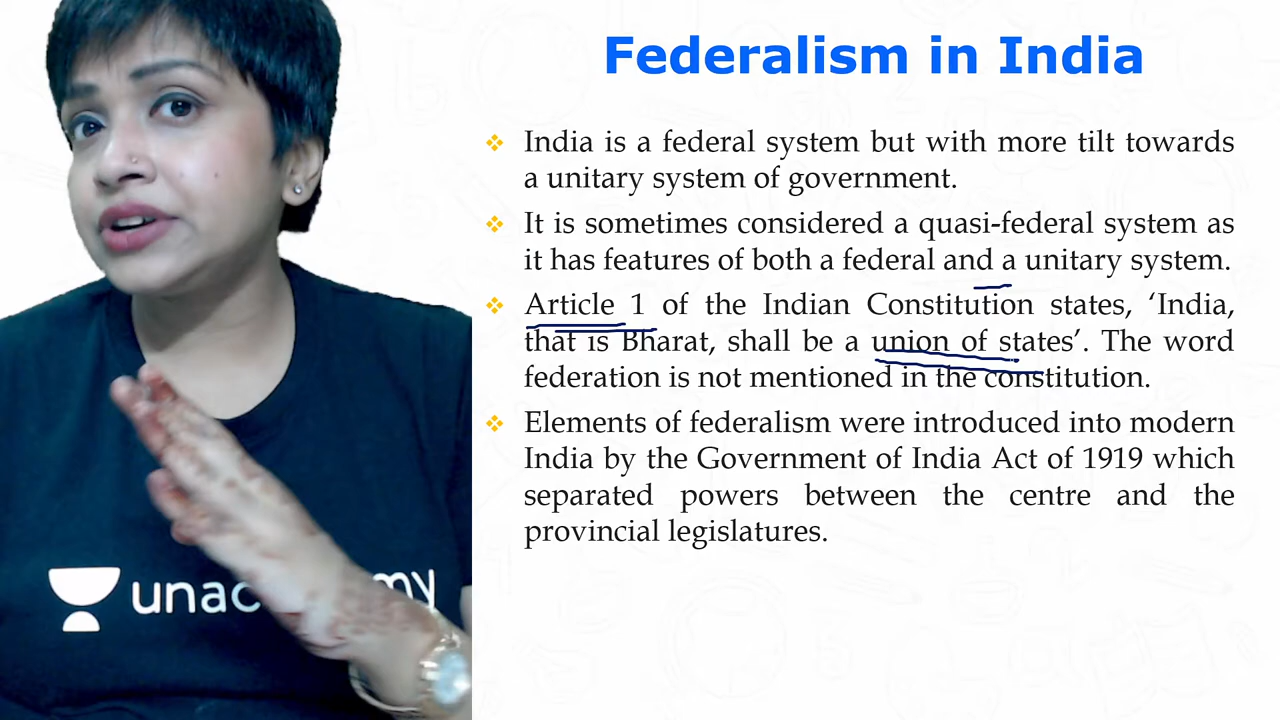 Federalism in India
❖ India is a federal system but with more tilt towards
a unitary system of government.
❖ It is sometimes considered a quasi-federal system as
it has features of both a federal and a unitary system.
❖ Article 1 of the Indian Constitution states, ‘India,
that is Bharat, shall be a union of states’. The word
federation is not mentioned in the constitution.
❖ Elements of federalism were introduced into modern
India by the Government of India Act of 1919 which
separated powers between the centre and the
provincial legislatures.